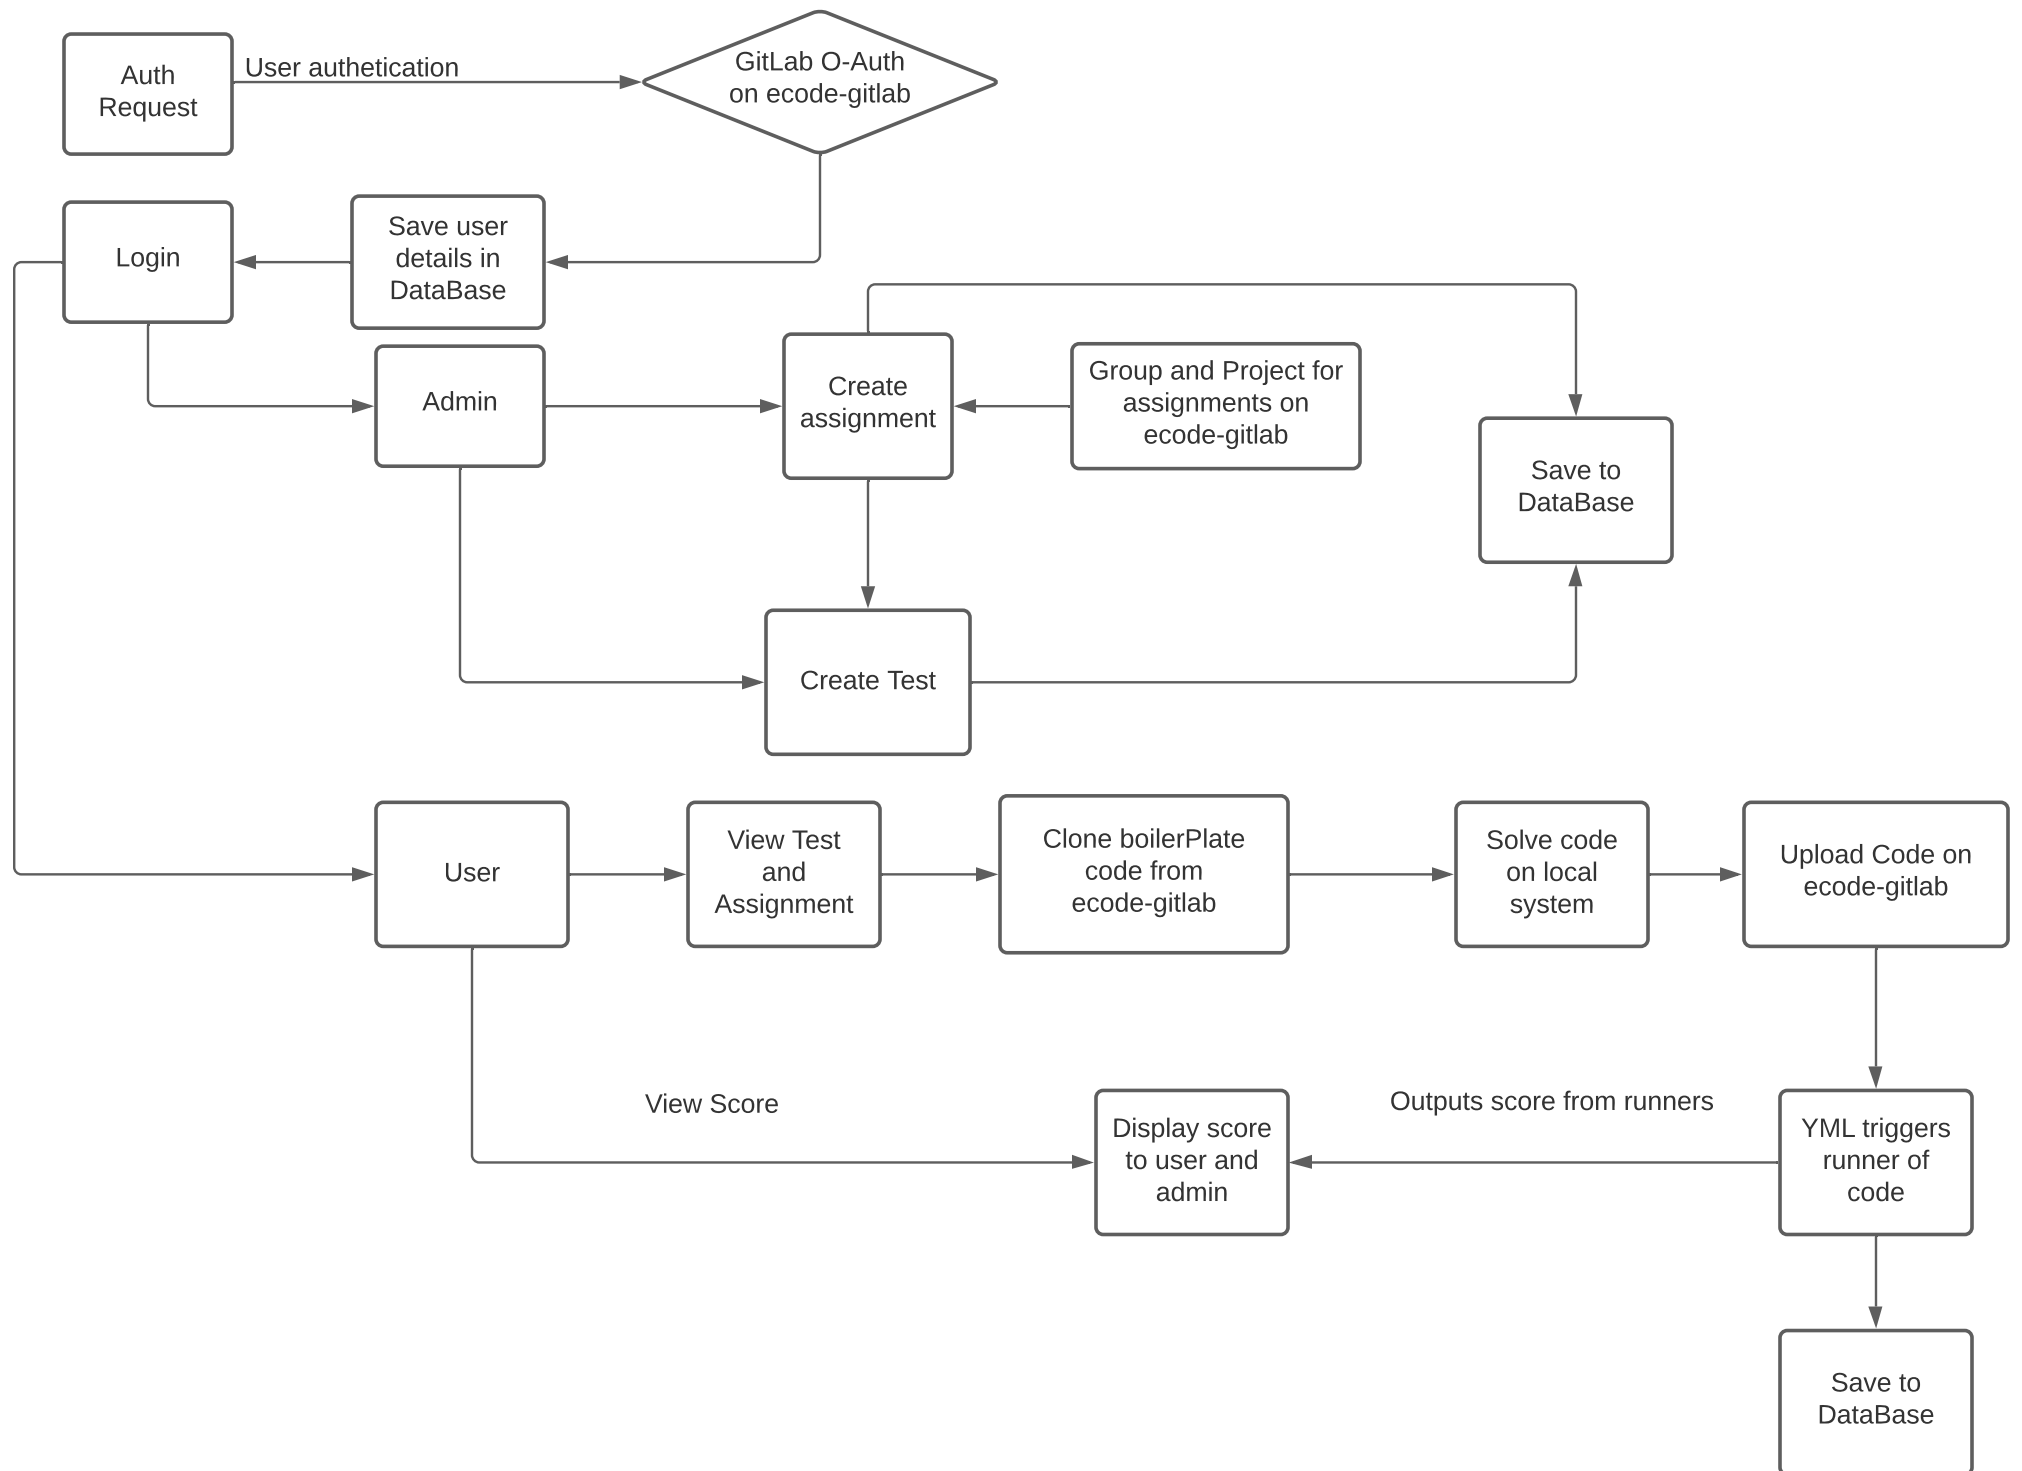 Auth
Request
User authetication
GitLab O-Auth
on ecode-gitlab
Login
Save user
details in
DataBase
Admin
Create
assignment
Group and Project for
assignments on
ecode-gitlab
Save to
DataBase
Create Test
User
View Test
and
Assignment
Clone boilerPlate
code from
ecode-gitlab
Solve code
on local
system
Upload Code on
ecode-gitlab
View Score
Display score
to user and
admin
Outputs score from runners
YML triggers
runner of
code
Save to
DataBase